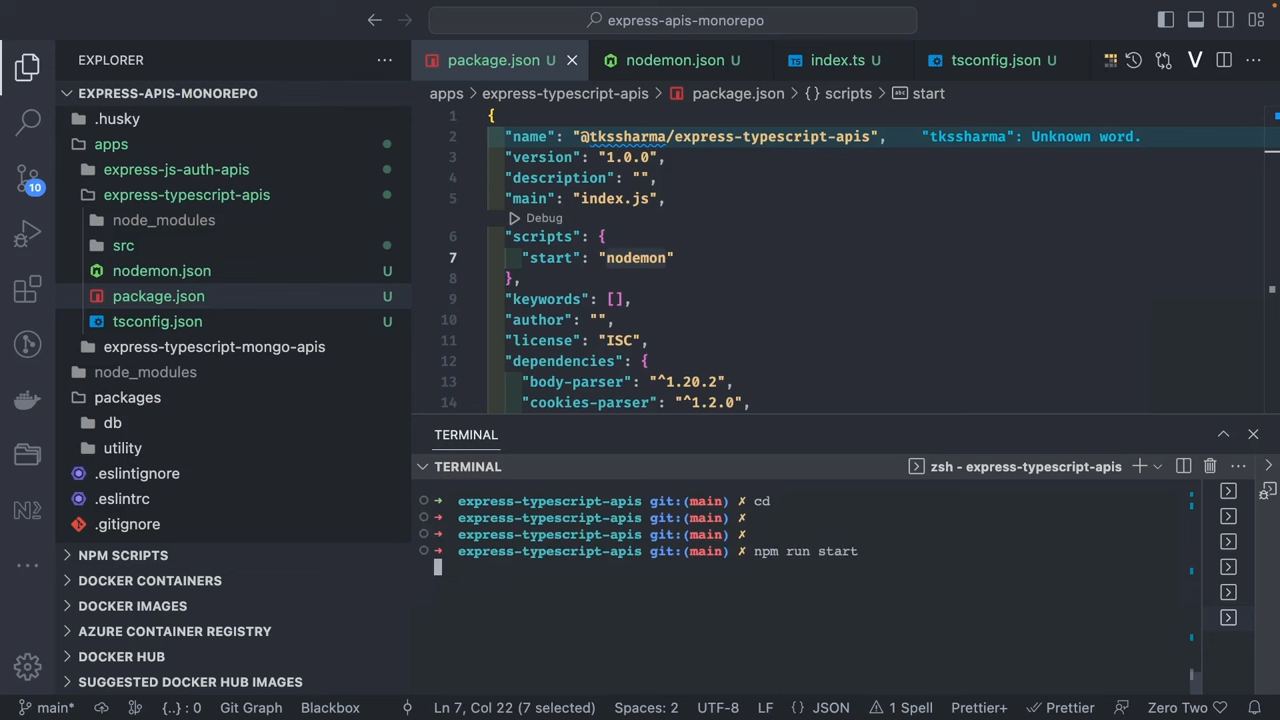 express-apis-monorepo
EXPLORER
package.json U
nodemon.json U
TS index.ts U
tsconfig.json U
EXPRESS-APIS-MONOREPO
apps > express-typescript-apis > package.json > {} scripts > start
.husky
apps
express-js-auth-apis
express-typescript-apis
node_modules
src
nodemon.json U
package.json U
tsconfig.json U
express-typescript-mongo-apis
node_modules
packages
db
utility
.eslintignore
.eslintrc
.gitignore
NPM SCRIPTS
DOCKER CONTAINERS
DOCKER IMAGES
AZURE CONTAINER REGISTRY
DOCKER HUB
SUGGESTED DOCKER HUB IMAGES
10
1 {
2 "name": "@tkssharma/express-typescript-apis", "tkssharma": Unknown word.
3 "version": "1.0.0",
4 "description": "",
5 "main": "index.js",
Debug
6 "scripts": {
7 "start": "nodemon"
8 },
9 "keywords": [],
10 "author": "",
11 "license": "ISC",
12 "dependencies": {
13 "body-parser": "^1.20.2",
14 "cookies-parser": "^1.2.0",
TERMINAL
TERMINAL
zsh - express-typescript-apis
➜ express-typescript-apis git:(main) ✗ cd
➜ express-typescript-apis git:(main) ✗
➜ express-typescript-apis git:(main) ✗
➜ express-typescript-apis git:(main) ✗ npm run start
main* {..} : 0 Git Graph Blackbox Ln 7, Col 22 (7 selected) Spaces: 2 UTF-8 LF {} JSON 1 Spell Prettier+ Prettier Zero Two